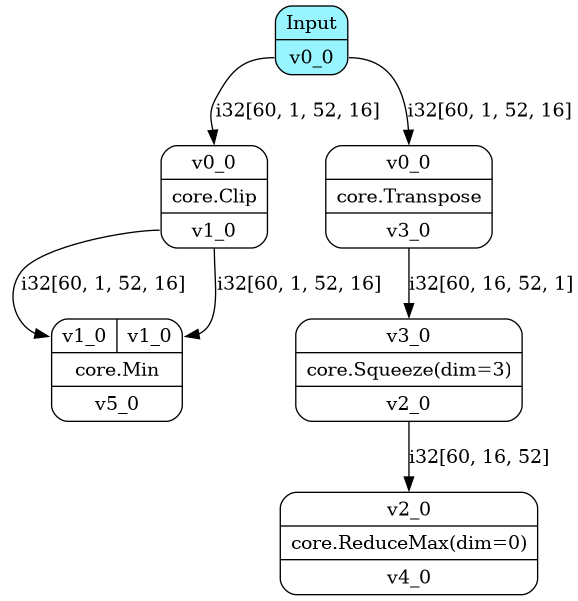 Input
v0_0
i32[60, 1, 52, 16]
i32[60, 1, 52, 16]
v0_0
core.Clip
v1_0
v0_0
core.Transpose
v3_0
i32[60, 1, 52, 16]
i32[60, 1, 52, 16]
i32[60, 16, 52, 1]
v1_0 v1_0
core.Min
v5_0
v3_0
core.Squeeze(dim=3)
v2_0
i32[60, 16, 52]
v2_0
core.ReduceMax(dim=0)
v4_0